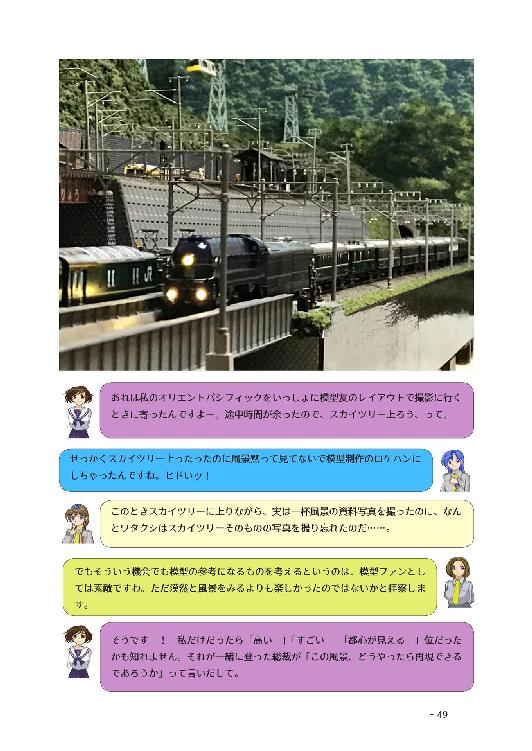 JR
あれは私のオリエントパシフィックをいっしょに模型友のレイアウトで撮影に行く
ときに寄ったんですよー。途中時間が余ったので、スカイツリー上ろう、って。
せっかくスカイツリー上ったったのに風景黙って見てないで模型制作のロケハンに
しちゃったんですね。ヒドいッ！
このときスカイツリーに上りながら、実は一杯風景の資料写真を撮ったのに、なん
とワタクシはスカイツリーそのものの写真を撮り忘れたのだ……。
でもそういう機会でも模型の参考になるものを考えるというのは、模型ファンとし
ては素敵ですわ。ただ漠然と風景をみるよりも楽しかったのではないかと拝察しま
す。
そうです　！　私だけだったら「高い　」「すごい　「都心が見える　」位だった
かも知れません。それが一緒に登った総裁が「この風景、どうやったら再現できる
であろうか」って言いだして。
- 49